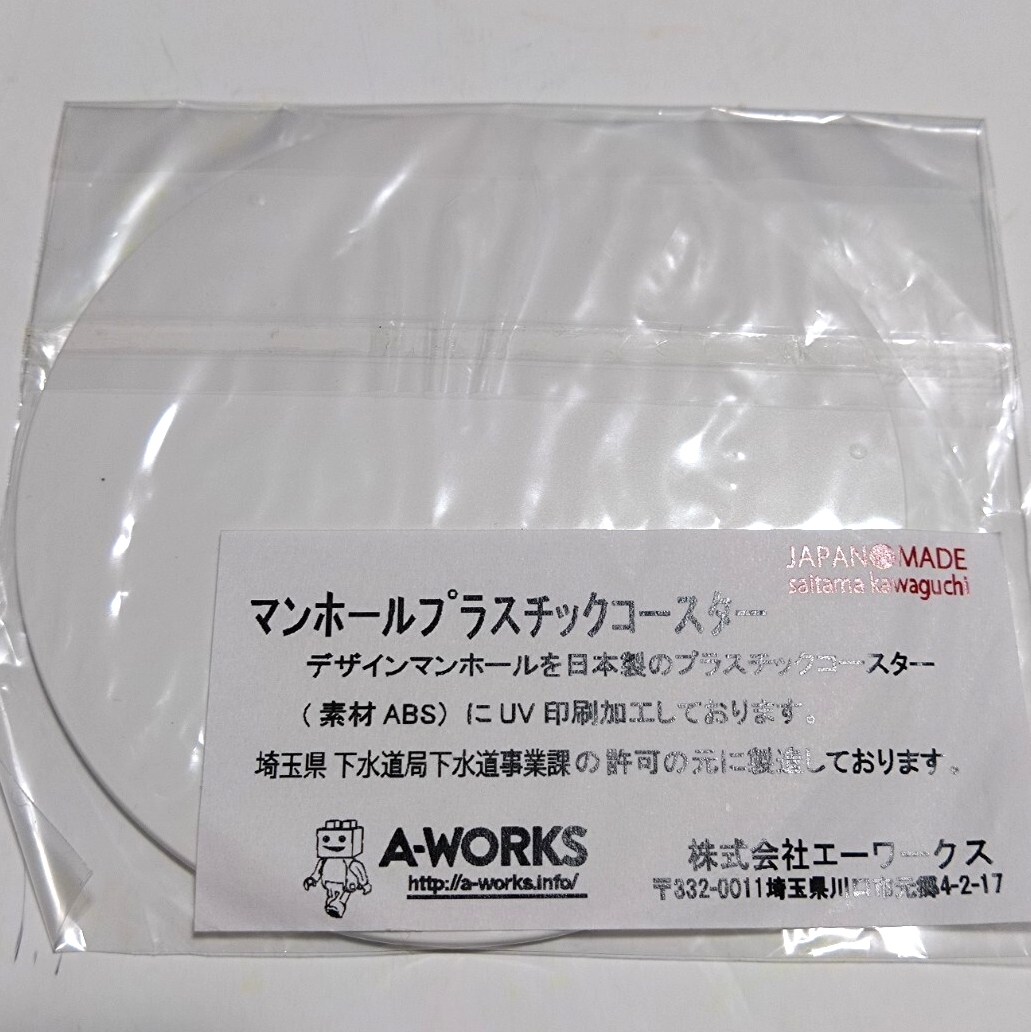 JAPAN MADE
saitama kawaguchi
マンホールプラスチックコースター
デザインマンホールを日本製のプラスチックコースター
（素材 ABS）に UV 印刷加工しております。
埼玉県 下水道局下水道事業課の許可の元に製造しております。
A-WORKS
http://a-works.info/
株式会社エーワークス
〒332-0011埼玉県川口市元郷4-2-17